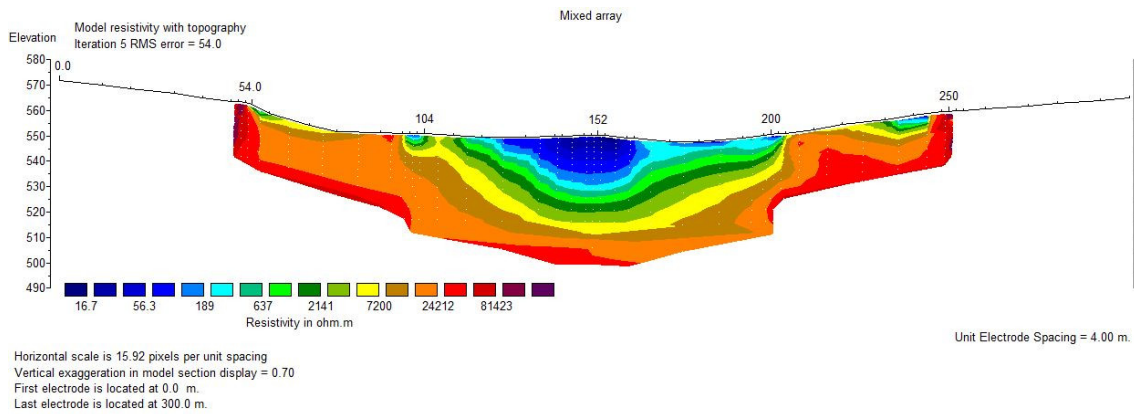 Mixed array
Model resistivity with topography
Elevation
Iteration 5 RMS error = 54.0
580
0.0
570
54.0
250
560
104
152
200
550
540
530
520
510
500
490
16.7 56.3 189 637 2141 7200 24212 81423
Resistivity in ohm.m
Unit Electrode Spacing = 4.00 m.
Horizontal scale is 15.92 pixels per unit spacing
Vertical exaggeration in model section display = 0.70
First electrode is located at 0.0 m.
Last electrode is located at 300.0 m.